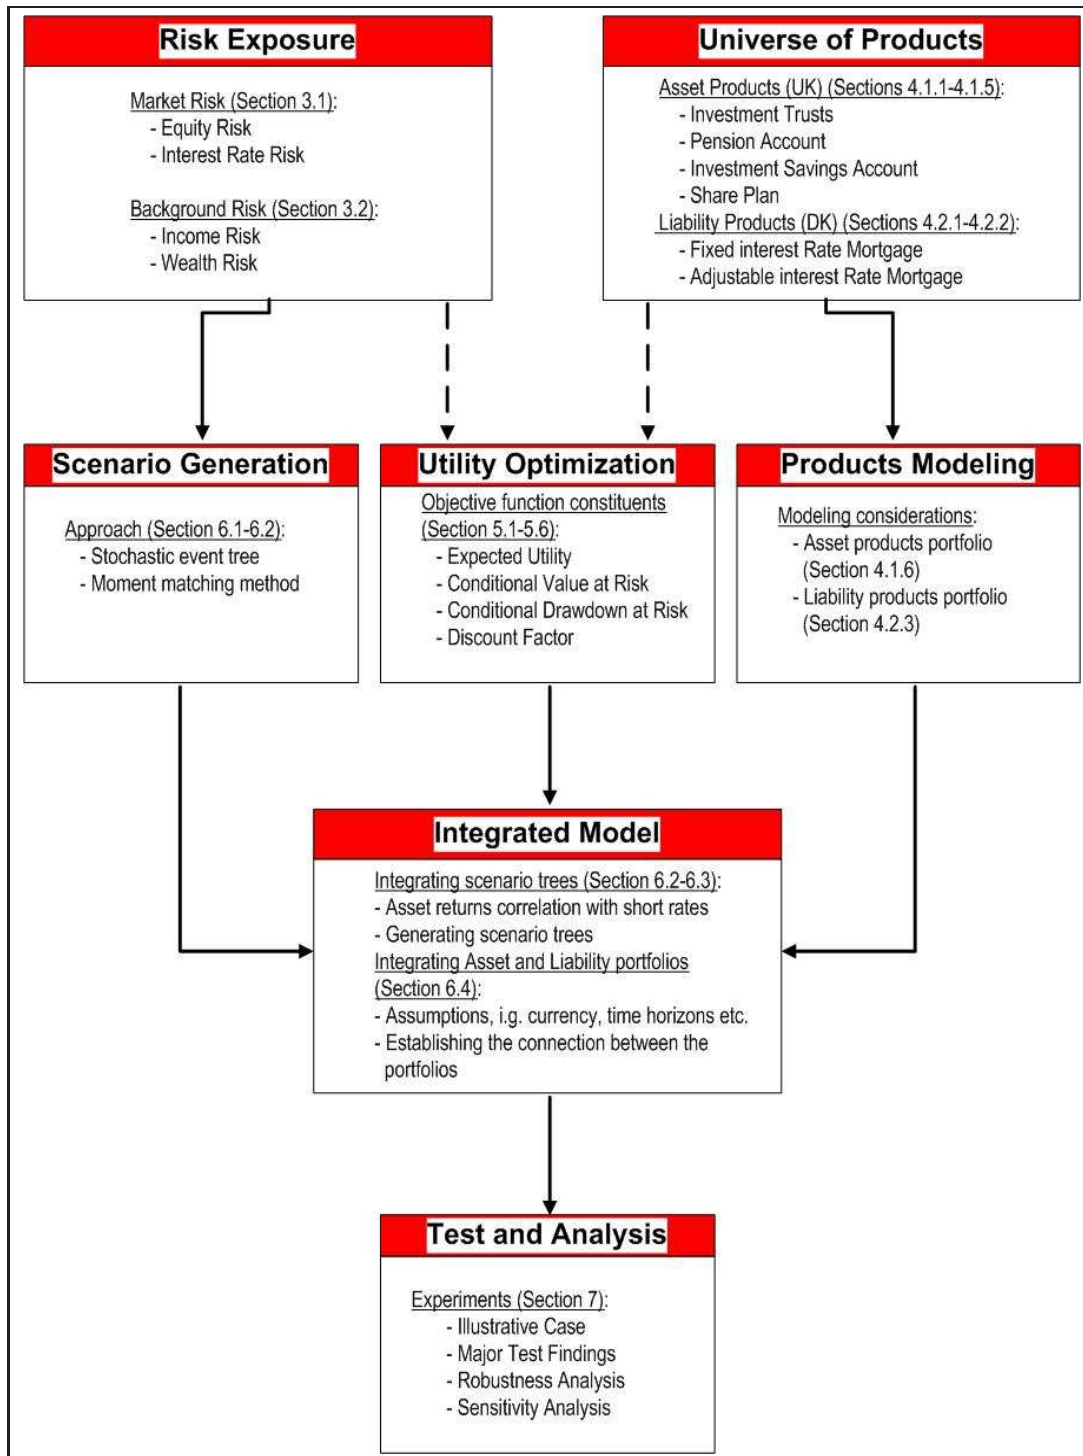 Risk Exposure
Market Risk (Section 3.1):
- Equity Risk
- Interest Rate Risk
Background Risk (Section 3.2):
- Income Risk
- Wealth Risk
Universe of Products
Asset Products (UK) (Sections 4.1.1-4.1.5):
- Investment Trusts
- Pension Account
- Investment Savings Account
- Share Plan
Liability Products (DK) (Sections 4.2.1-4.2.2):
- Fixed interest Rate Mortgage
- Adjustable interest Rate Mortgage
Scenario Generation
Approach (Section 6.1-6.2):
- Stochastic event tree
- Moment matching method
Utility Optimization
Objective function constituents
(Section 5.1-5.6):
- Expected Utility
- Conditional Value at Risk
- Conditional Drawdown at Risk
- Discount Factor
Products Modeling
Modeling considerations:
- Asset products portfolio
(Section 4.1.6)
- Liability products portfolio
(Section 4.2.3)
Integrated Model
Integrating scenario trees (Section 6.2-6.3):
- Asset returns correlation with short rates
- Generating scenario trees
Integrating Asset and Liability portfolios
(Section 6.4):
- Assumptions, i.g. currency, time horizons etc.
- Establishing the connection between the
portfolios
Test and Analysis
Experiments (Section 7):
- Illustrative Case
- Major Test Findings
- Robustness Analysis
- Sensitivity Analysis